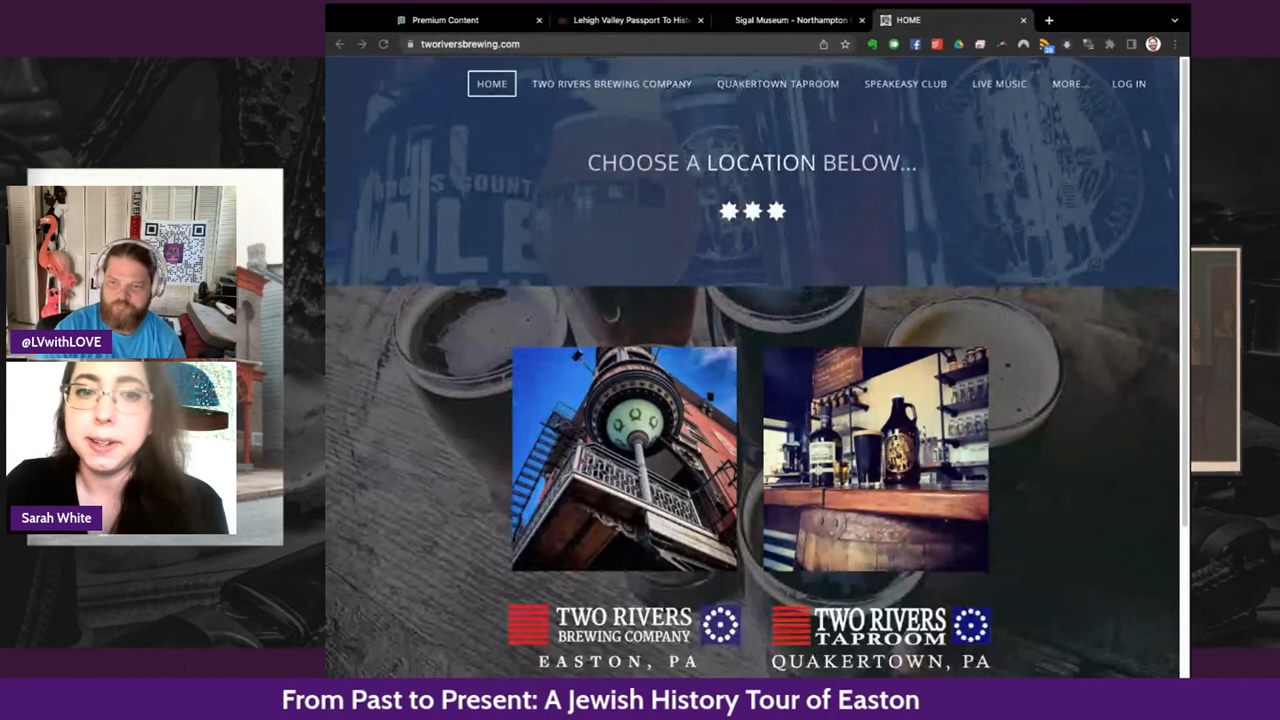 Premium Content
Lehigh Valley Passport To Hist
Sigal Museum - Northampton
HOME
tworiversbrewing.com
HOME
TWO RIVERS BREWING COMPANY
QUAKERTOWN TAPROOM
SPEAKEASY CLUB
LIVE MUSIC
MORE...
LOG IN
CHOOSE A LOCATION BELOW...
ALE
@LVwithLOVE
Sarah White
TWO RIVERS
BREWING COMPANY
EASTON, PA
TWO RIVERS
TAPROOM
QUAKERTOWN, PA
From Past to Present: A Jewish History Tour of Easton